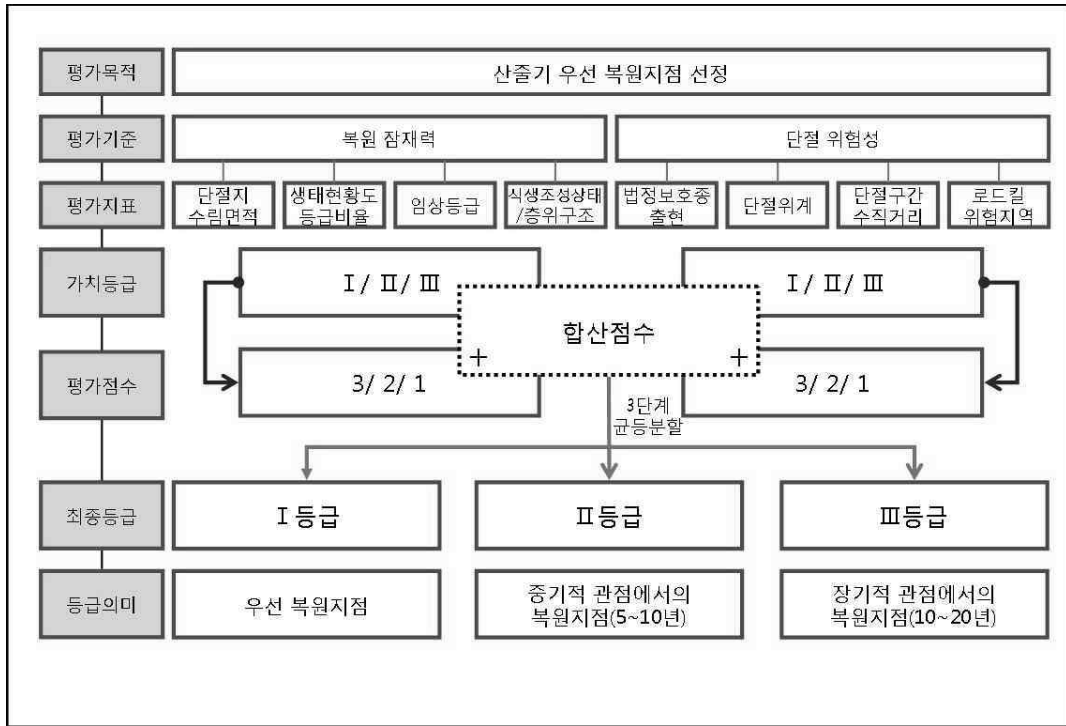 평가목적
산줄기 우선 복원지점 선정
평가기준
복원 잠재력
단절 위험성
평가지표
단절지
수림면적
생태현황도
등급비율
임상등급
식생조성상태
/층위구조
법정보호종
출현
단절위계
단절구간
수직거리
로드킬
위험지역
가치등급
Ⅰ/ Ⅱ/ Ⅲ
Ⅰ/ Ⅱ/ Ⅲ
합산점수
+
+
평가점수
3/ 2/ 1
3/ 2/ 1
3단계
균등분할
최종등급
Ⅰ등급
Ⅱ등급
Ⅲ등급
등급의미
우선 복원지점
중기적 관점에서의
복원지점(5~10년)
장기적 관점에서의
복원지점(10~20년)